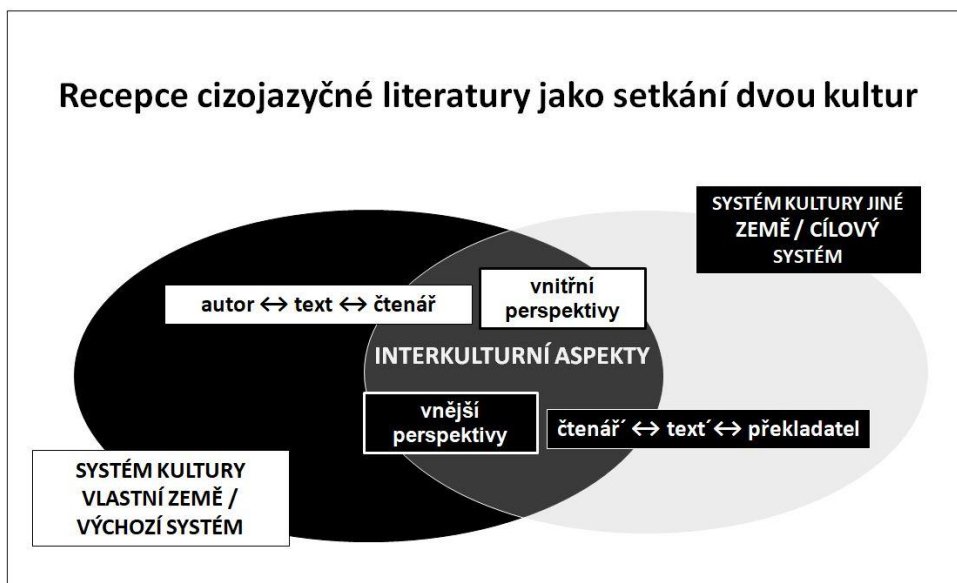 Recepce cizojazyčné literatury jako setkání dvou kultur
SYSTÉM KULTURY JINÉ
ZEMĚ / CÍLOVÝ
SYSTÉM
autor ↔ text ↔ čtenář
vnitřní
perspektivy
INTERKULTURNÍ ASPEKTY
vnější
perspektivy
čtenář´ ↔ text´ ↔ překladatel
SYSTÉM KULTURY
VLASTNÍ ZEMĚ /
VÝCHOZÍ SYSTÉM